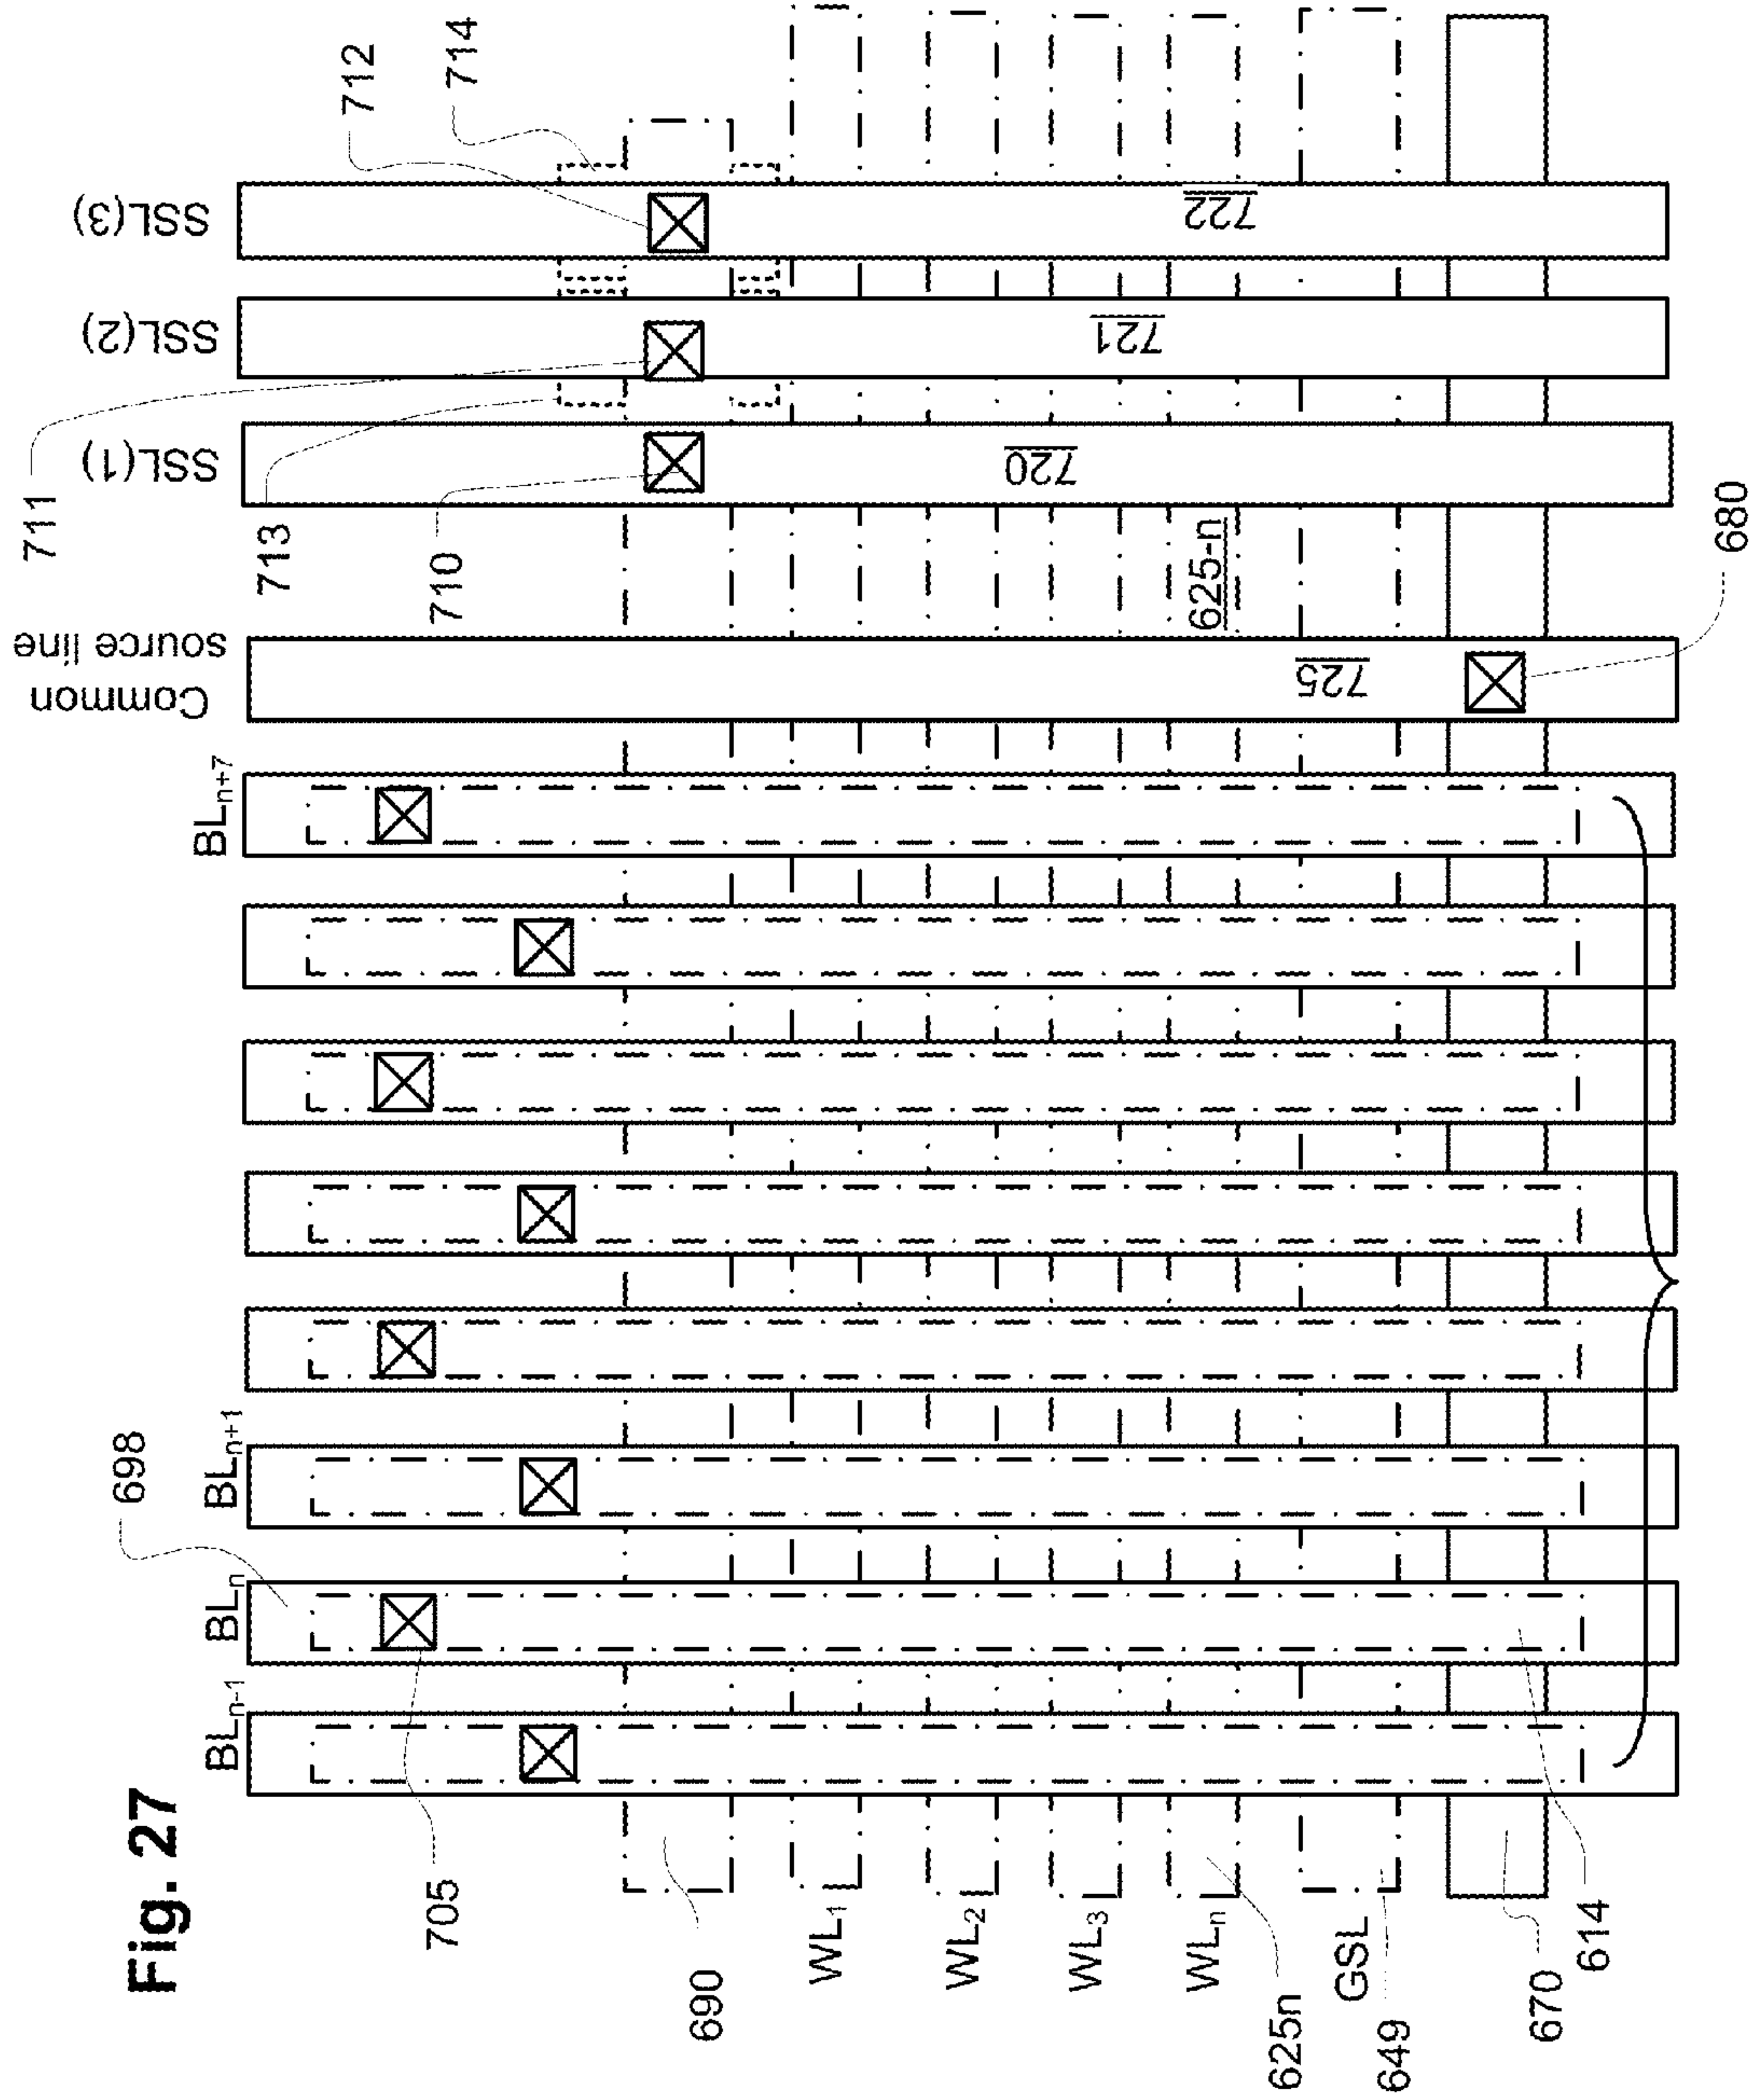 Fig. 27
BLn-1
BLn
BLn+1
BLn+7
Common
source line
SSL(1)
SSL(2)
SSL(3)
698
705
711
713
710
712
714
720
721
722
725
625-n
680
690
WL1
WL2
WL3
WLn
625n
GSL
649
670
614